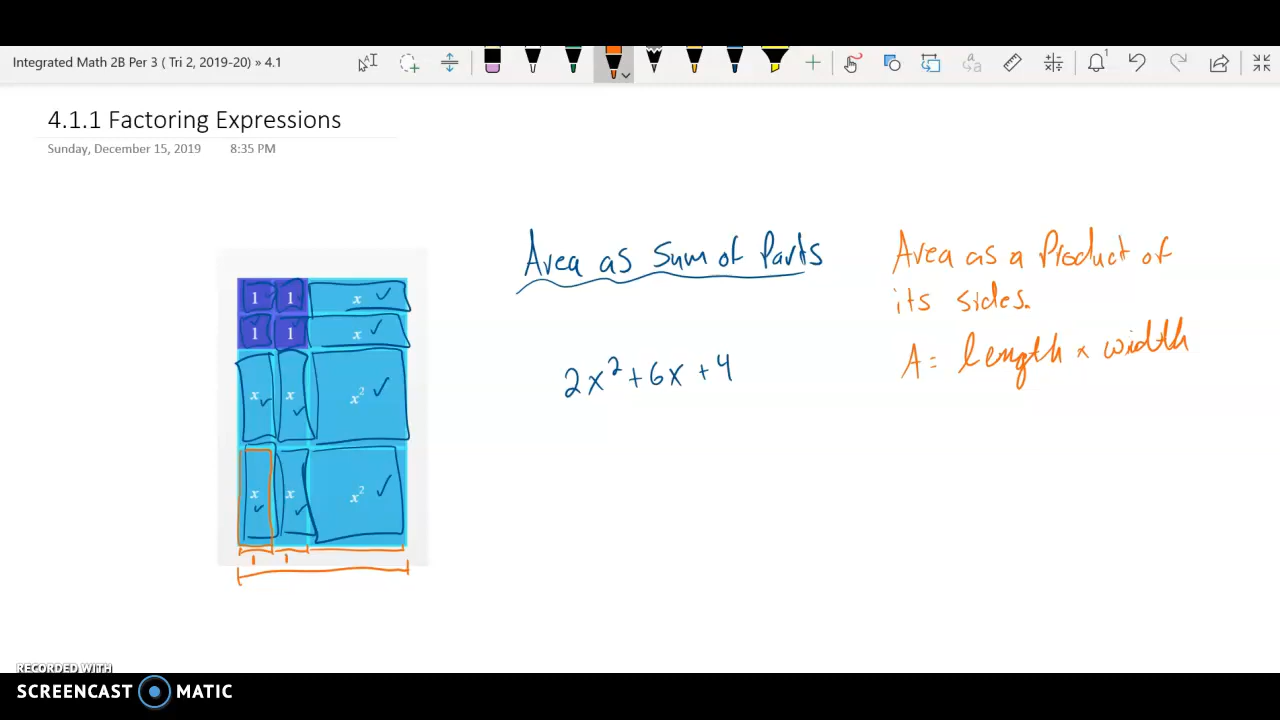 Integrated Math 2B Per 3 ( Tri 2, 2019-20) » 4.1
4.1.1 Factoring Expressions
Sunday, December 15, 2019 8:35 PM
Area as Sum of Parts
Area as a Product of
its sides.
A = length × width
2x² + 6x + 4
1 1 x
1 1 x
x x x²
x x x²
1 1
RECORDED WITH
SCREENCAST MATIC